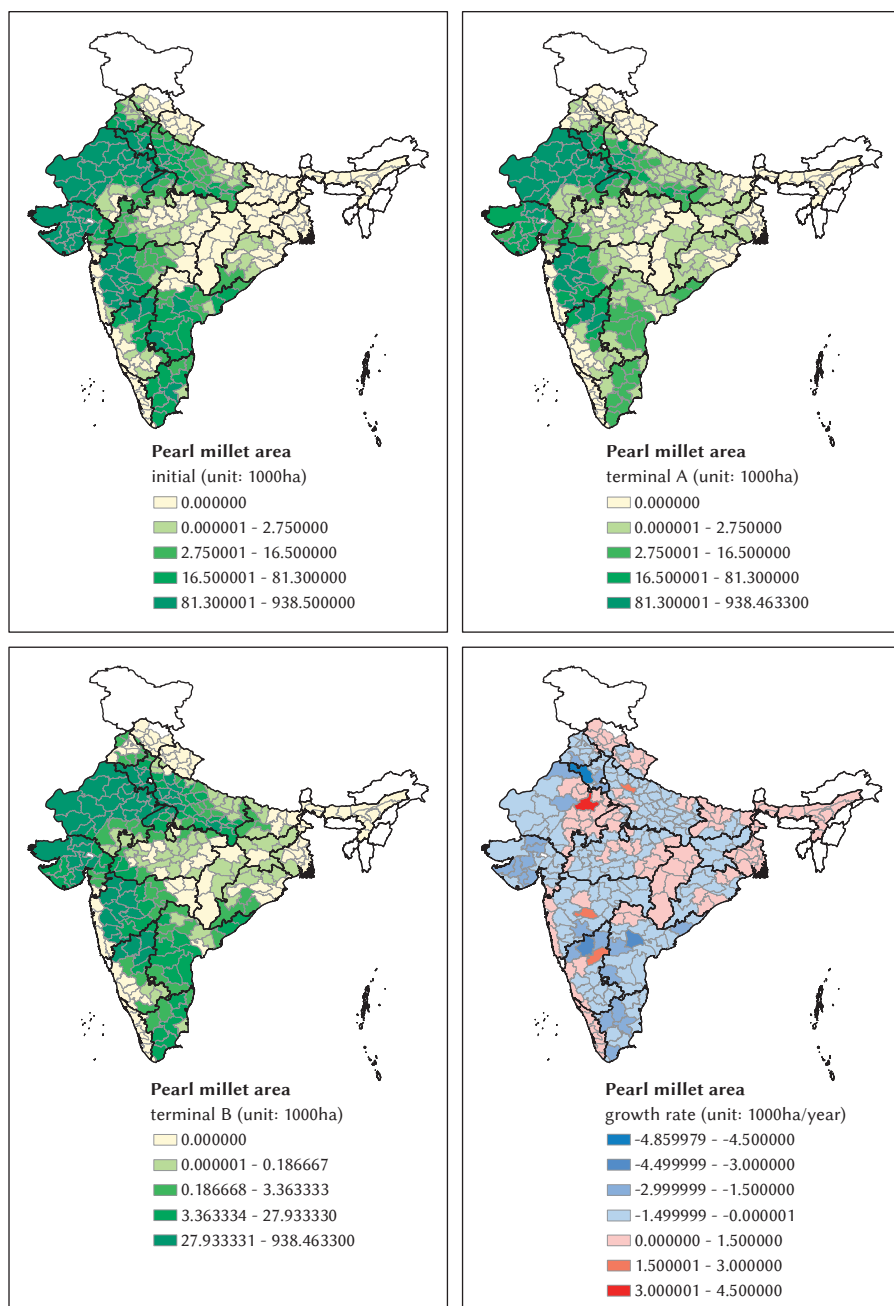 Pearl millet area
initial (unit: 1000ha)
0.000000
0.000001 - 2.750000
2.750001 - 16.500000
16.500001 - 81.300000
81.300001 - 938.500000
Pearl millet area
terminal A (unit: 1000ha)
0.000000
0.000001 - 2.750000
2.750001 - 16.500000
16.500001 - 81.300000
81.300001 - 938.463300
Pearl millet area
terminal B (unit: 1000ha)
0.000000
0.000001 - 0.186667
0.186668 - 3.363333
3.363334 - 27.933330
27.933331 - 938.463300
Pearl millet area
growth rate (unit: 1000ha/year)
-4.859979 - -4.500000
-4.499999 - -3.000000
-2.999999 - -1.500000
-1.499999 - -0.000001
0.000000 - 1.500000
1.500001 - 3.000000
3.000001 - 4.500000